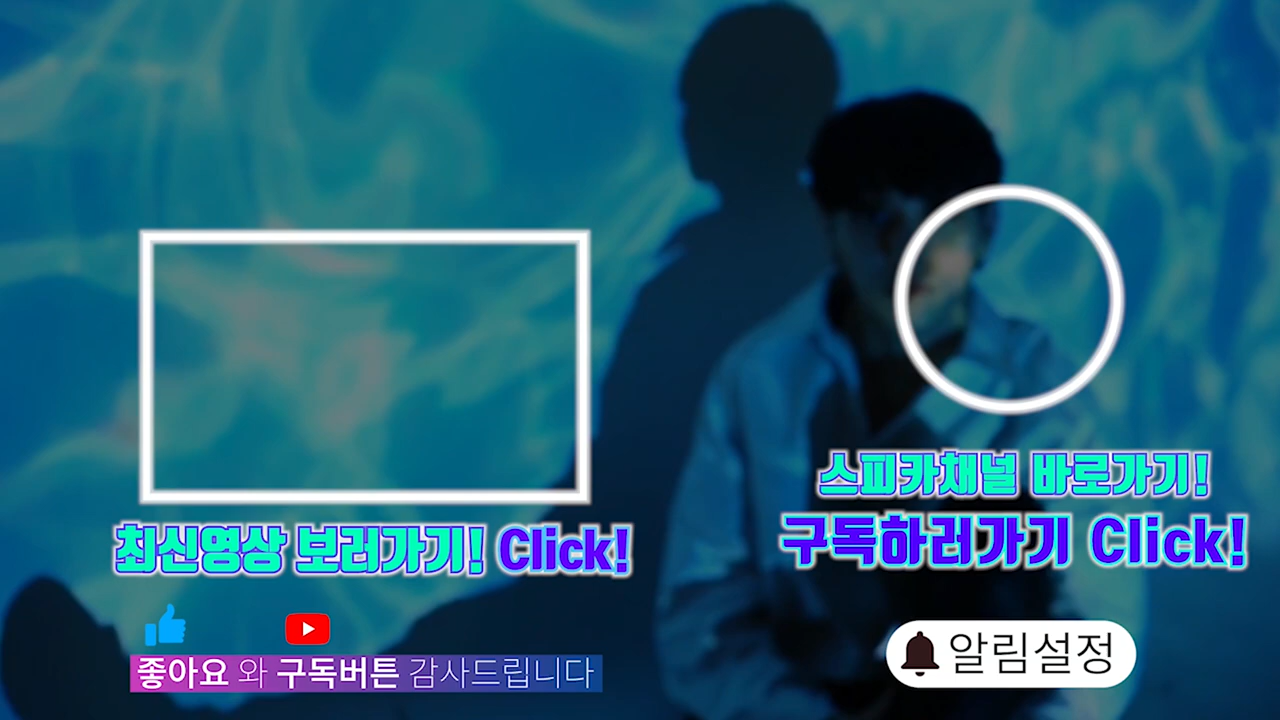 스피카채널 바로가기!
구독하러가기 Click!
최신영상 보러가기! Click!
알림설정
좋아요 와 구독버튼 감사드립니다